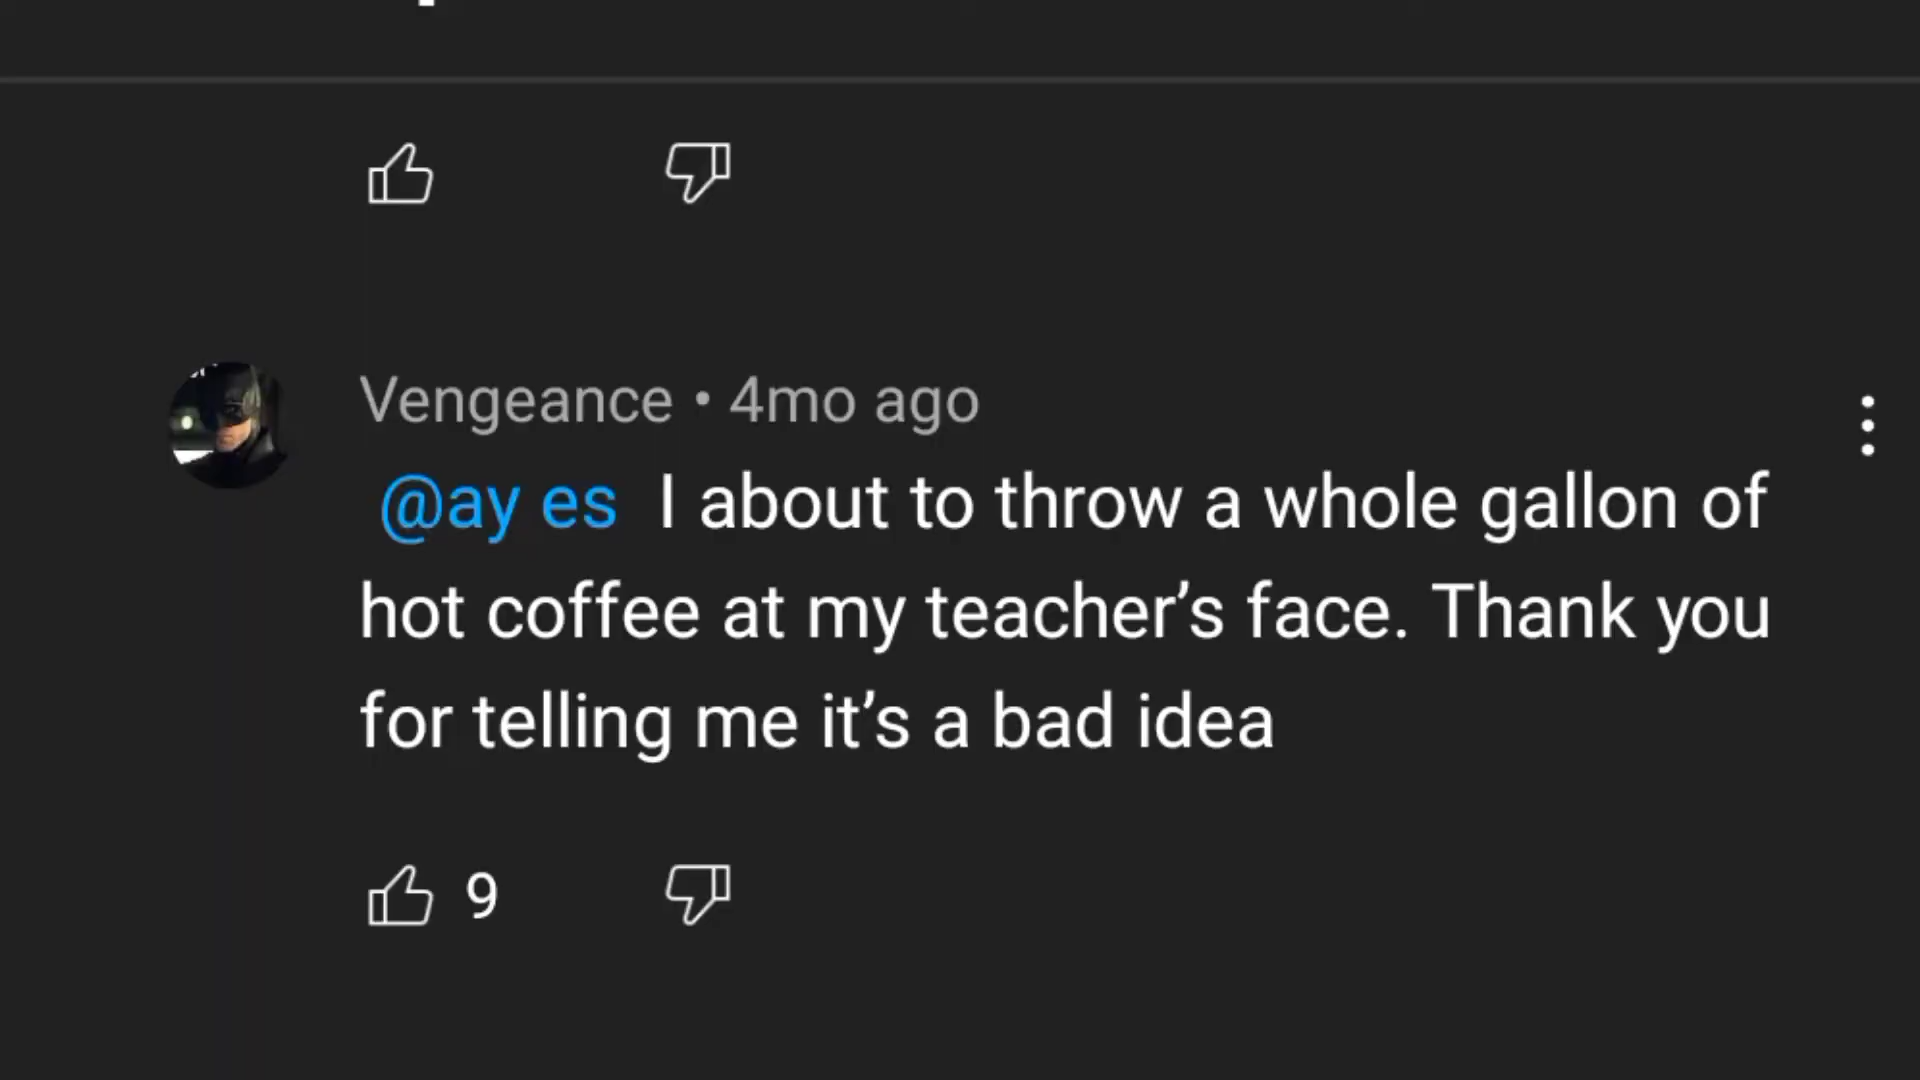 Vengeance • 4mo ago
@ay es I about to throw a whole gallon of
hot coffee at my teacher’s face. Thank you
for telling me it’s a bad idea
9